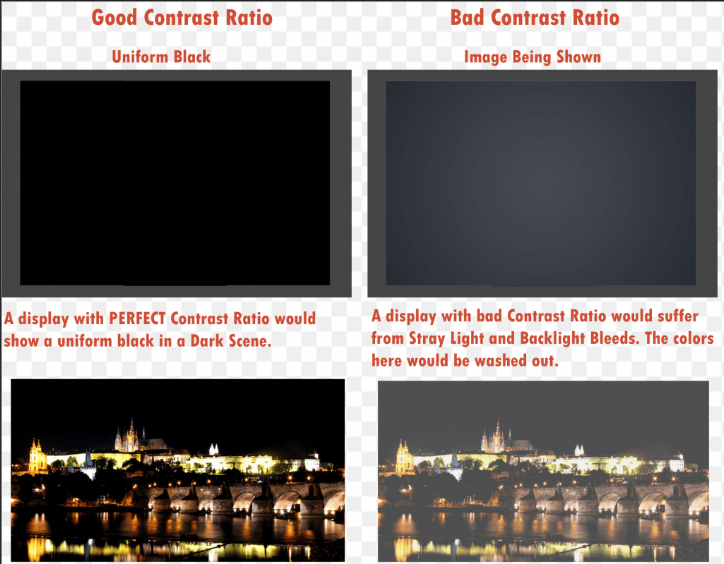 Good Contrast Ratio
Bad Contrast Ratio
Uniform Black
Image Being Shown
A display with PERFECT Contrast Ratio would
show a uniform black in a Dark Scene.
A display with bad Contrast Ratio would suffer
from Stray Light and Backlight Bleeds. The colors
here would be washed out.